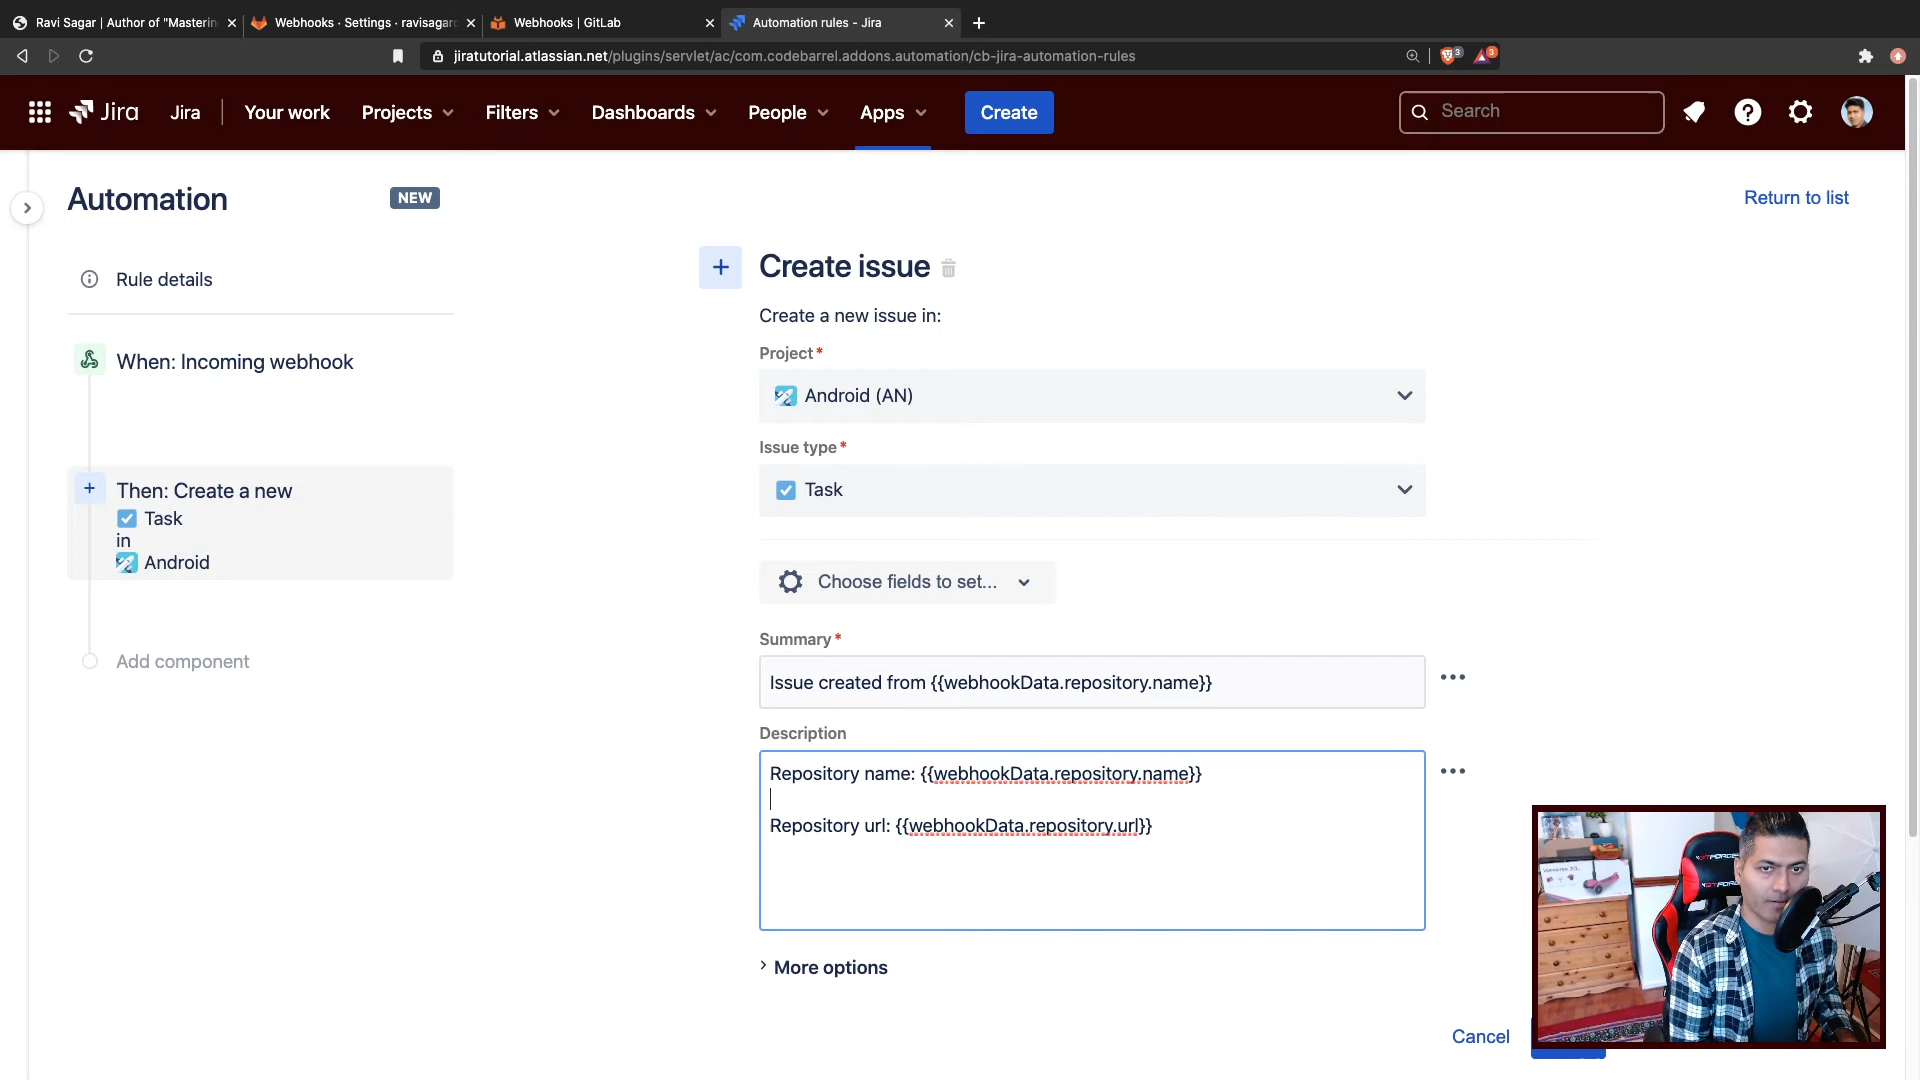 Ravi Sagar | Author of "Masterin
Webhooks · Settings · ravisagar
Webhooks | GitLab
Automation rules - Jira
jiratutorial.atlassian.net/plugins/servlet/ac/com.codebarrel.addons.automation/cb-jira-automation-rules
3
3
Jira
Jira
Your work
Projects
Filters
Dashboards
People
Apps
Create
Search
Automation
NEW
Return to list
Rule details
When: Incoming webhook
Then: Create a new
Task
in
Android
Add component
Create issue
Create a new issue in:
Project*
Android (AN)
Issue type*
Task
Choose fields to set...
Summary*
Issue created from {{webhookData.repository.name}}
Description
Repository name: {{webhookData.repository.name}}
Repository url: {{webhookData.repository.url}}
More options
Cancel